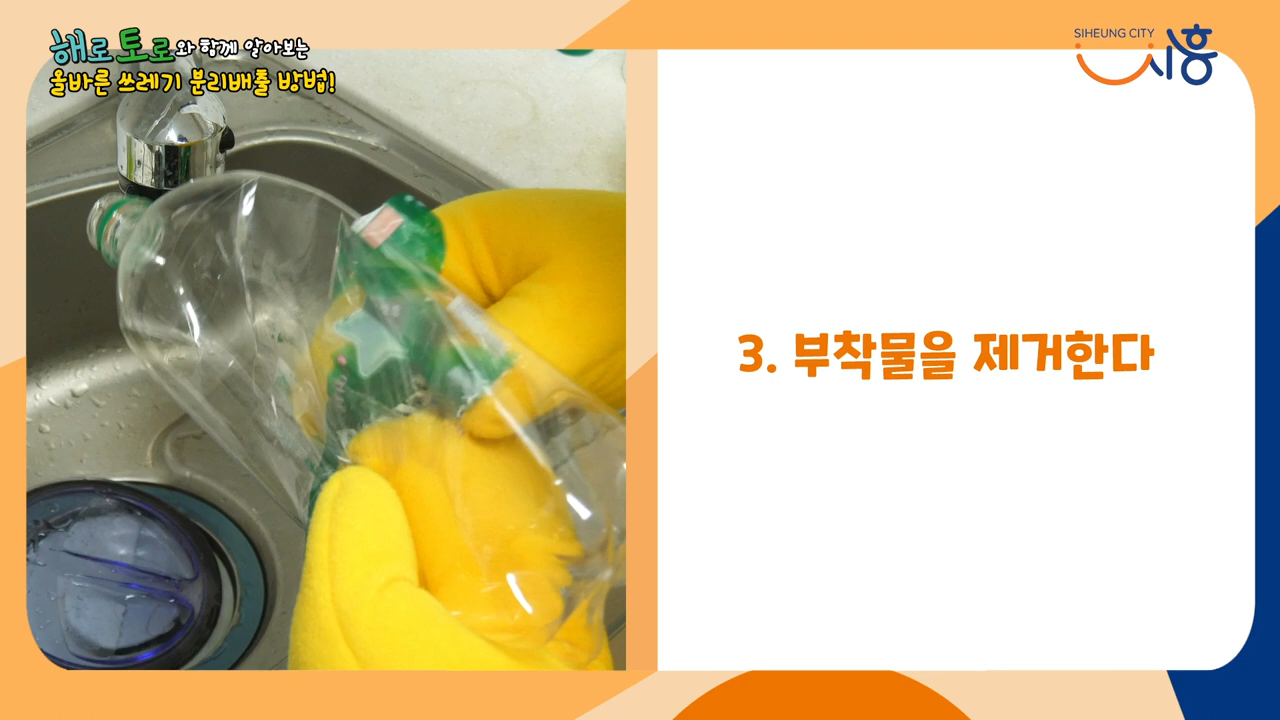 해로토로와 함께 알아보는
올바른 쓰레기 분리배출 방법!
SIHEUNG CITY
시흥
3. 부착물을 제거한다